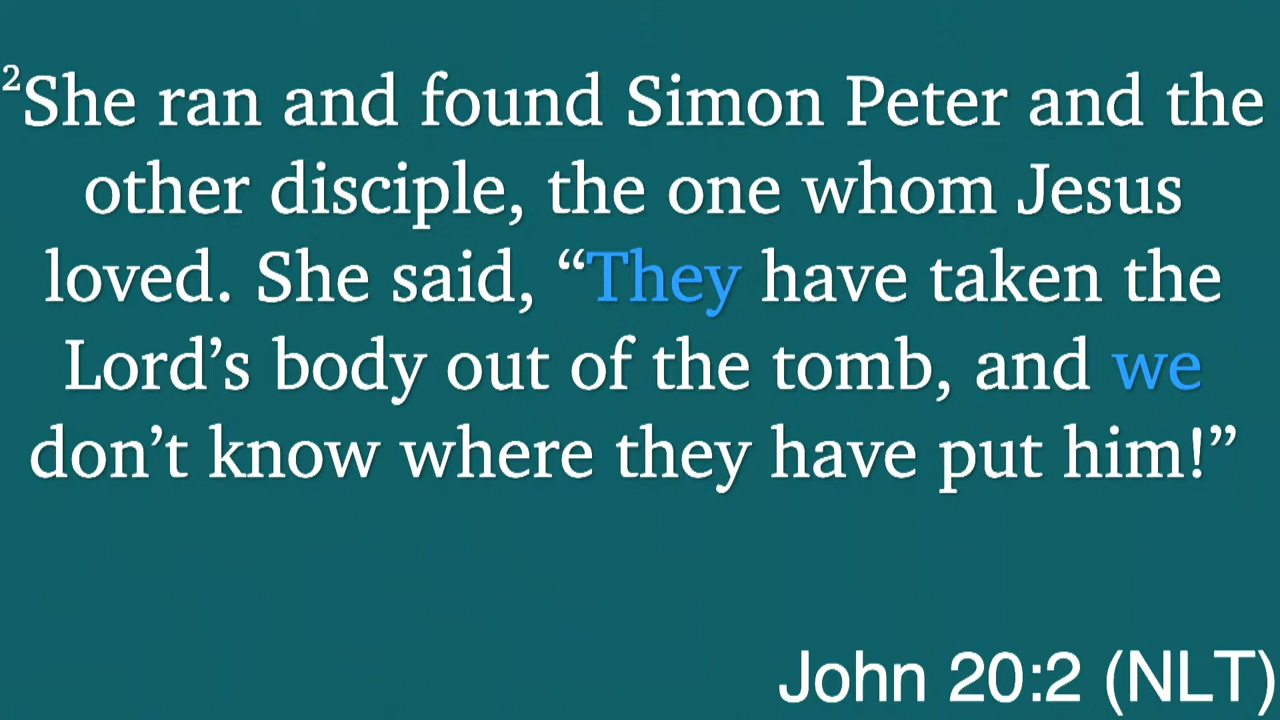 ²She ran and found Simon Peter and the
other disciple, the one whom Jesus
loved. She said, “They have taken the
Lord’s body out of the tomb, and we
don’t know where they have put him!”
John 20:2 (NLT)